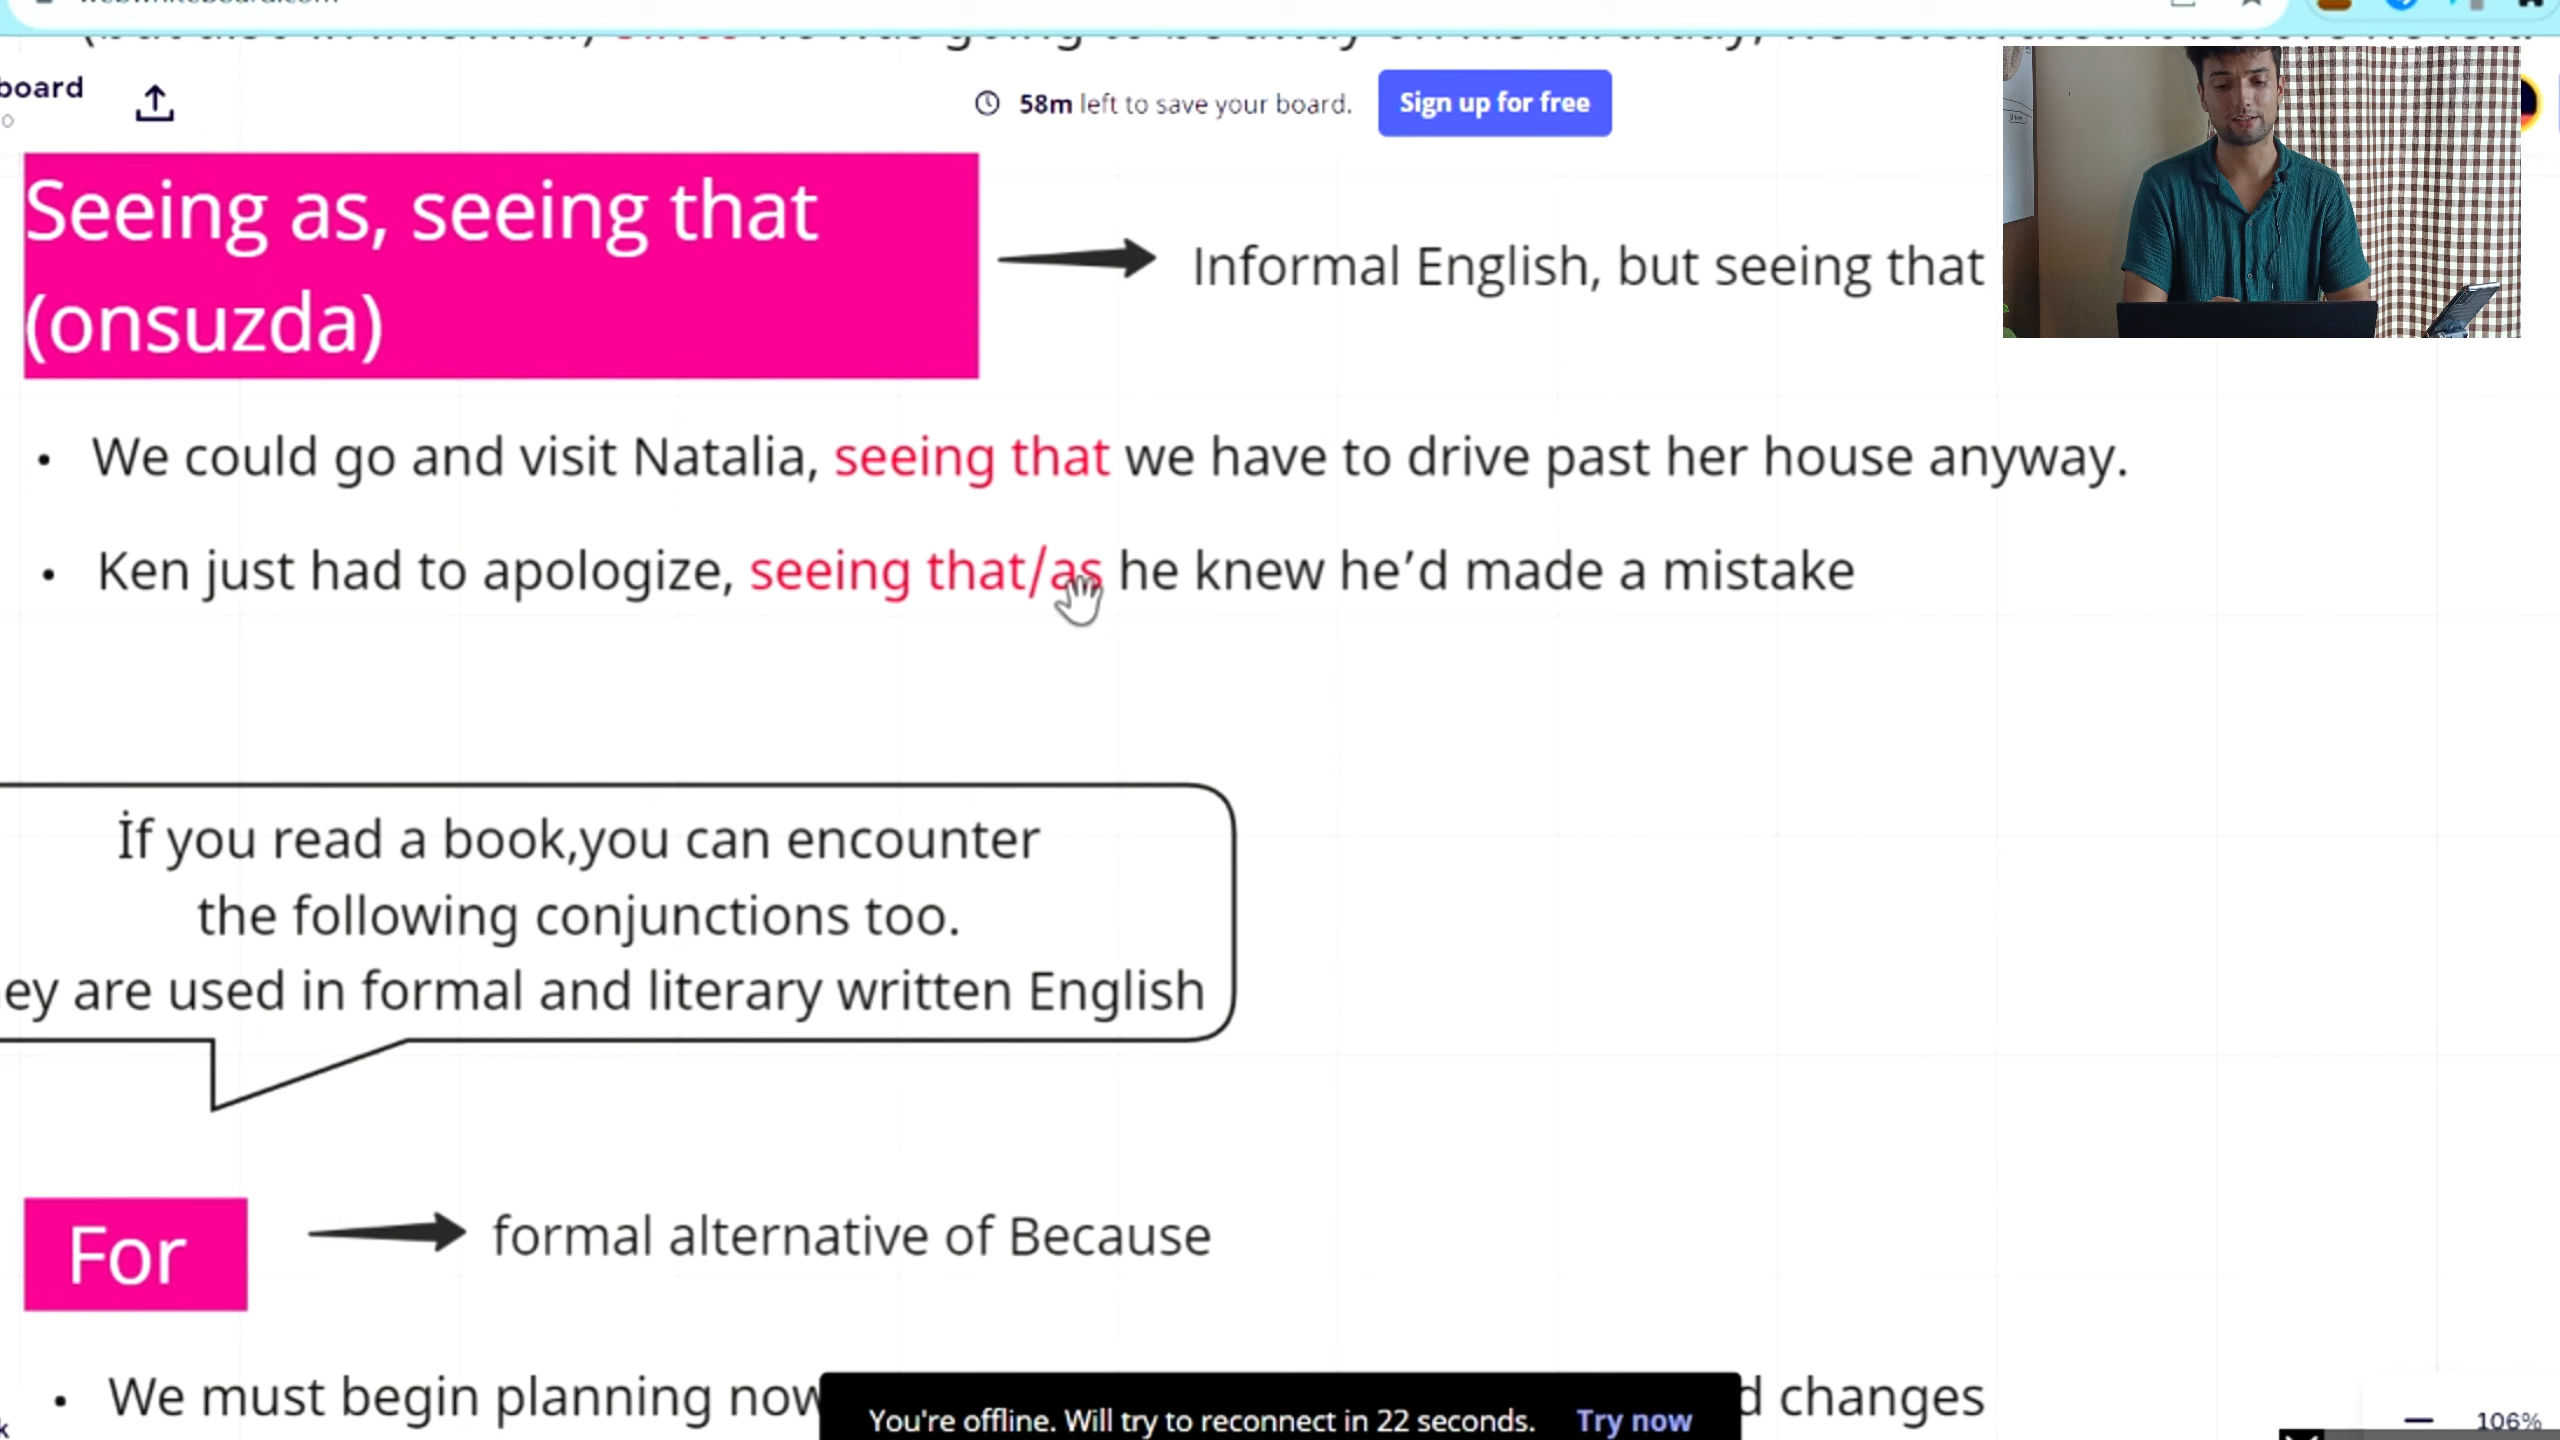 board
58m left to save your board.
Sign up for free
Seeing as, seeing that
(onsuzda)
Informal English, but seeing that
We could go and visit Natalia, seeing that we have to drive past her house anyway.
Ken just had to apologize, seeing that/as he knew he’d made a mistake
İf you read a book,you can encounter
the following conjunctions too.
ey are used in formal and literary written English
For
formal alternative of Because
We must begin planning now
d changes
You're offline. Will try to reconnect in 22 seconds.
Try now
106%